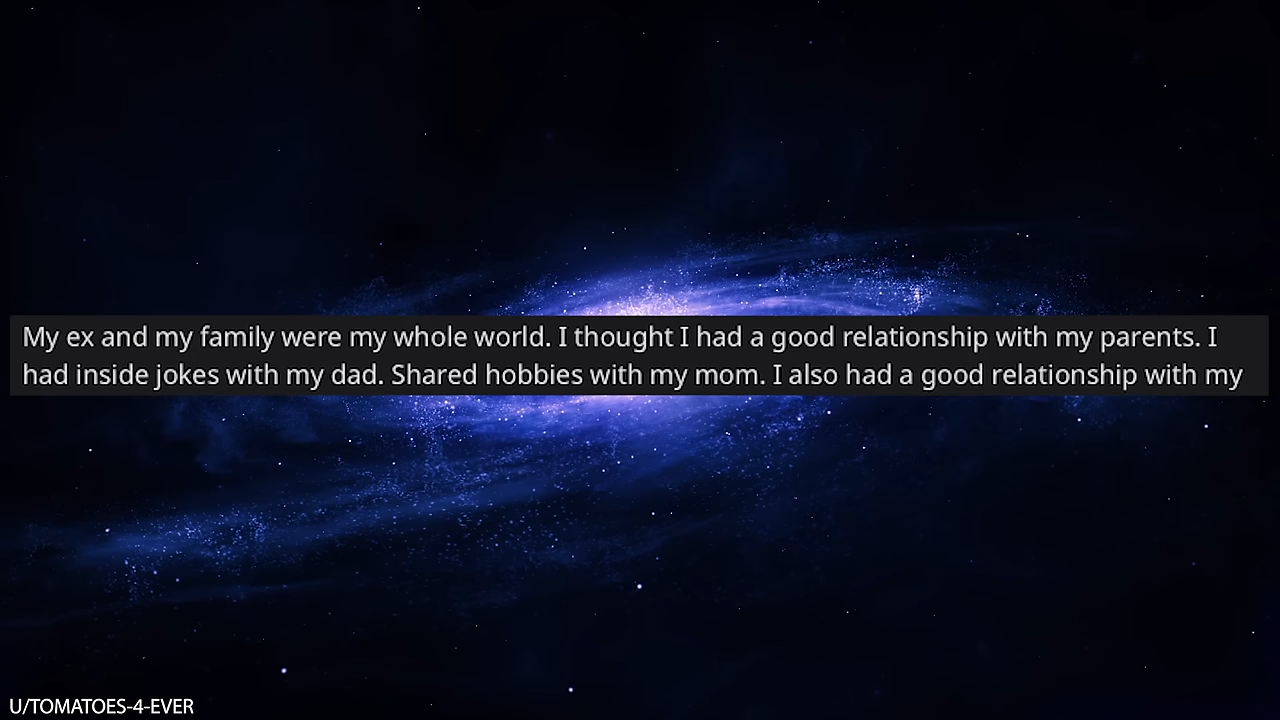 My ex and my family were my whole world. I thought I had a good relationship with my parents. I
had inside jokes with my dad. Shared hobbies with my mom. I also had a good relationship with my
U/TOMATOES-4-EVER